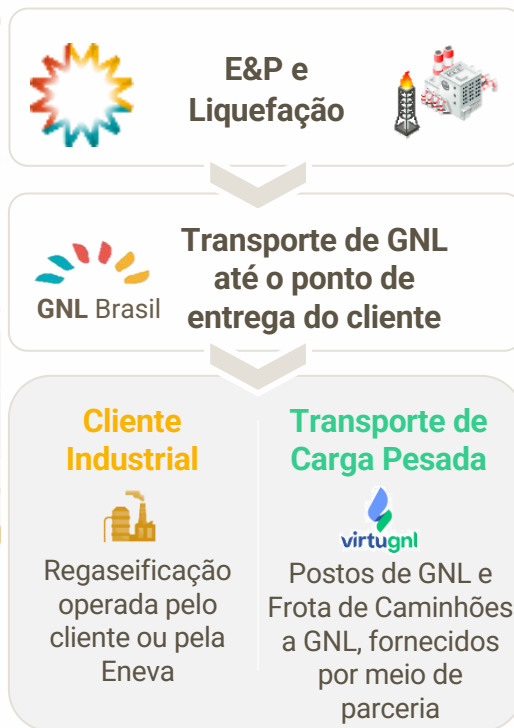 E&P e
Liquefação
Transporte de GNL
até o ponto de
entrega do cliente
GNL Brasil
Cliente
Industrial
Regaseificação
operada pelo
cliente ou pela
Eneva
Transporte de
Carga Pesada
virtugnl
Postos de GNL e
Frota de Caminhões
a GNL, fornecidos
por meio de
parceria